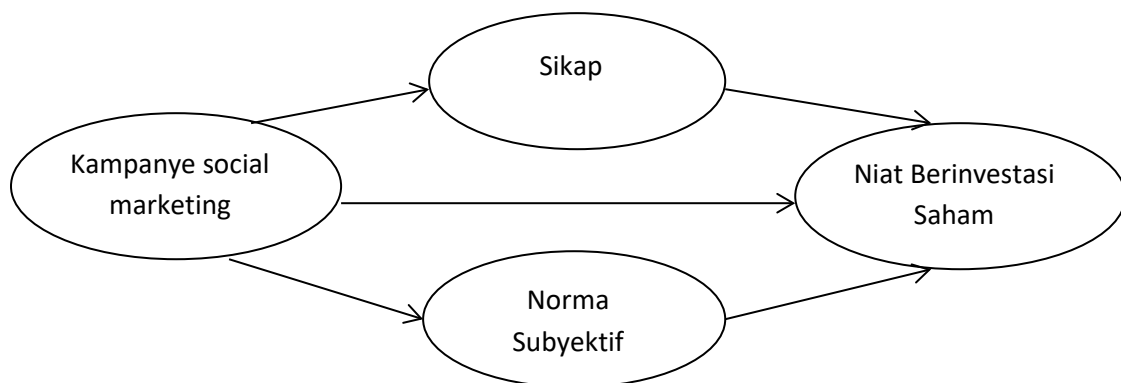 Sikap
Kampanye social
marketing
Niat Berinvestasi
Saham
Norma
Subyektif